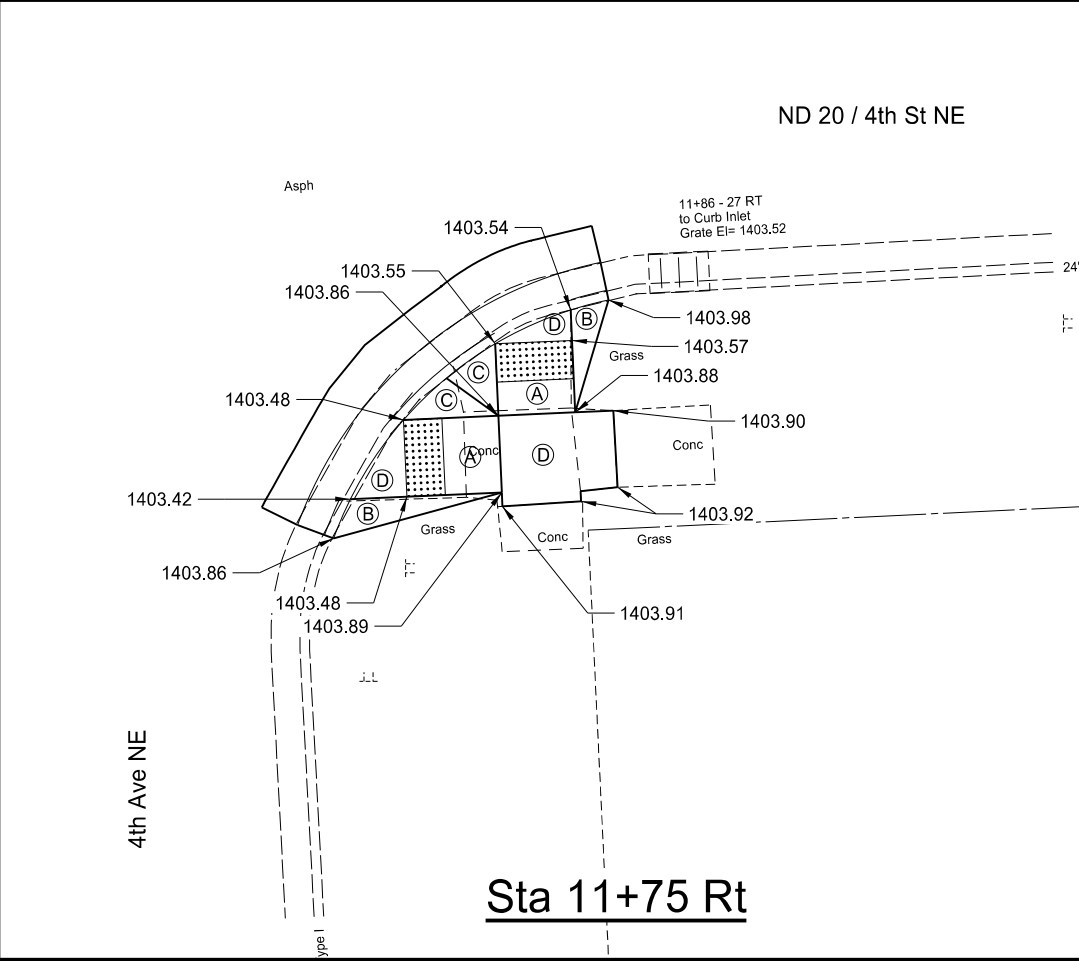 ND 20 / 4th St NE
Asph
11+86 - 27 RT
to Curb Inlet
Grate El= 1403.52
1403.54
1403.55
1403.86
24"
1403.98
D
B
1403.57
Grass
C
1403.88
A
C
1403.48
1403.90
Conc
Conc
A
D
D
1403.42
B
1403.92
Grass
Conc
Grass
1403.86
1403.48
1403.91
1403.89
4th Ave NE
Sta 11+75 Rt
ype I